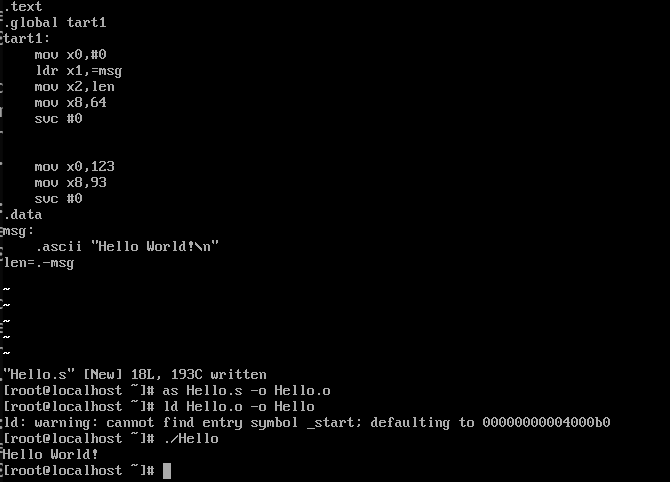 .text
.global tart1
tart1:
    mov x0,#0
    ldr x1,=msg
    mov x2,len
    mov x8,64
    svc #0
    mov x0,123
    mov x8,93
    svc #0
.data
msg:
    .ascii "Hello World!\n"
len=.-msg
~
~
~
~
~
"Hello.s" [New] 18L, 193C written
[root@localhost ~]# as Hello.s -o Hello.o
[root@localhost ~]# ld Hello.o -o Hello
ld: warning: cannot find entry symbol _start; defaulting to 00000000004000b0
[root@localhost ~]# ./Hello
Hello World!
[root@localhost ~]#